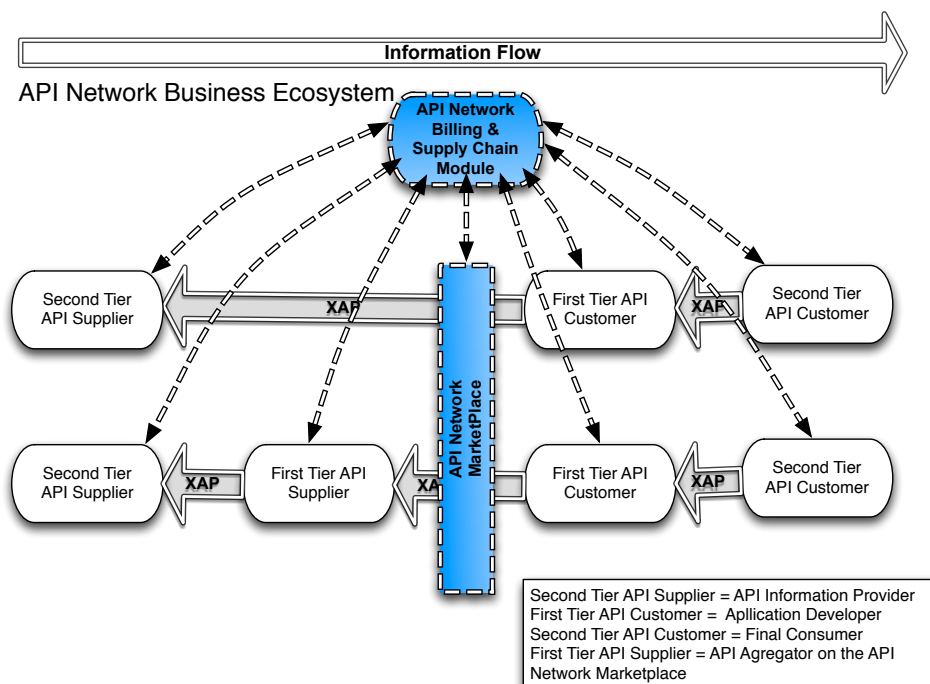 Information Flow
API Network Business Ecosystem
API Network
Billing &
Supply Chain
Module
Second Tier
API Supplier
XAP
First Tier API
Customer
XAP
Second Tier
API Customer
API Network
MarketPlace
Second Tier
API Supplier
XAP
First Tier API
Supplier
XA
First Tier API
Customer
XAP
Second Tier
API Customer
Second Tier API Supplier = API Information Provider
First Tier API Customer = Apllication Developer
Second Tier API Customer = Final Consumer
First Tier API Supplier = API Agregator on the API
Network Marketplace